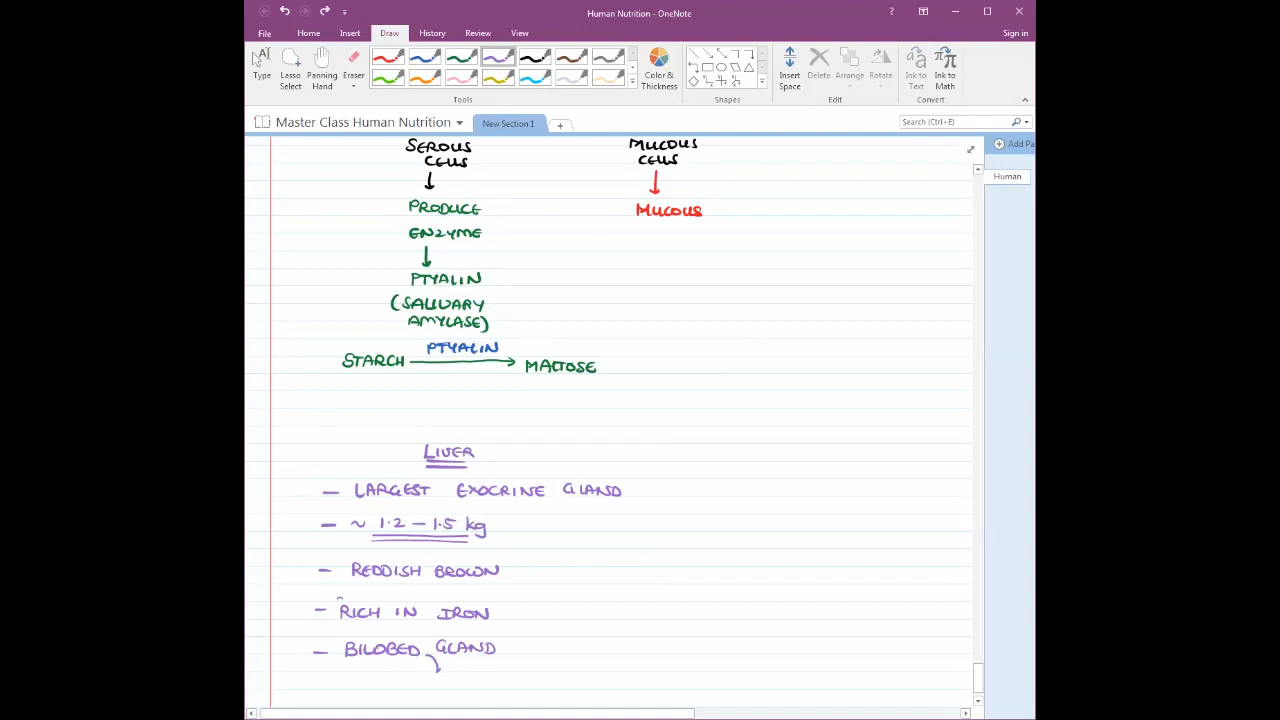 Human Nutrition - OneNote
?
File Home Insert Draw History Review View Sign in
Type
Lasso Select
Panning Hand
Eraser
Color & Thickness
Insert Space
Delete
Arrange
Rotate
Ink to Text
Ink to Math
Tools
Shapes
Edit
Convert
Master Class Human Nutrition
New Section 1
Search (Ctrl+E)
Add Pa
Human
SEROUS CELLS
MUCOUS CELLS
PRODUCE
MUCOUS
ENZYME
PTYALIN
(SALIVARY
AMYLASE)
PTYALIN
STARCH → MALTOSE
LIVER
– LARGEST EXOCRINE GLAND
– ~ 1.2 – 1.5 kg
– REDDISH BROWN
– RICH IN IRON
– BILOBED GLAND